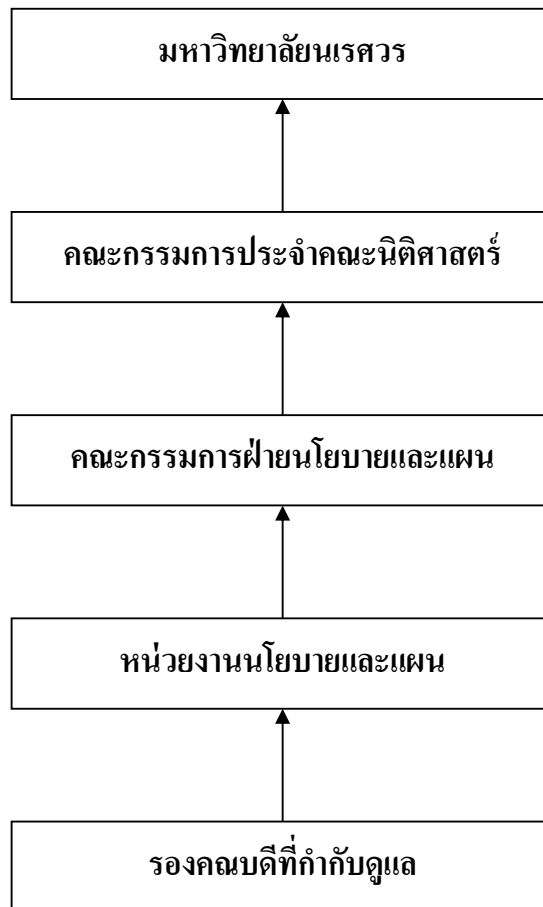 มหาวิทยาลัยนเรศวร
คณะกรรมการประจำคณะนิติศาสตร์
คณะกรรมการฝ่ายนโยบายและแผน
หน่วยงานนโยบายและแผน
รองคณบดีที่กำกับดูแล